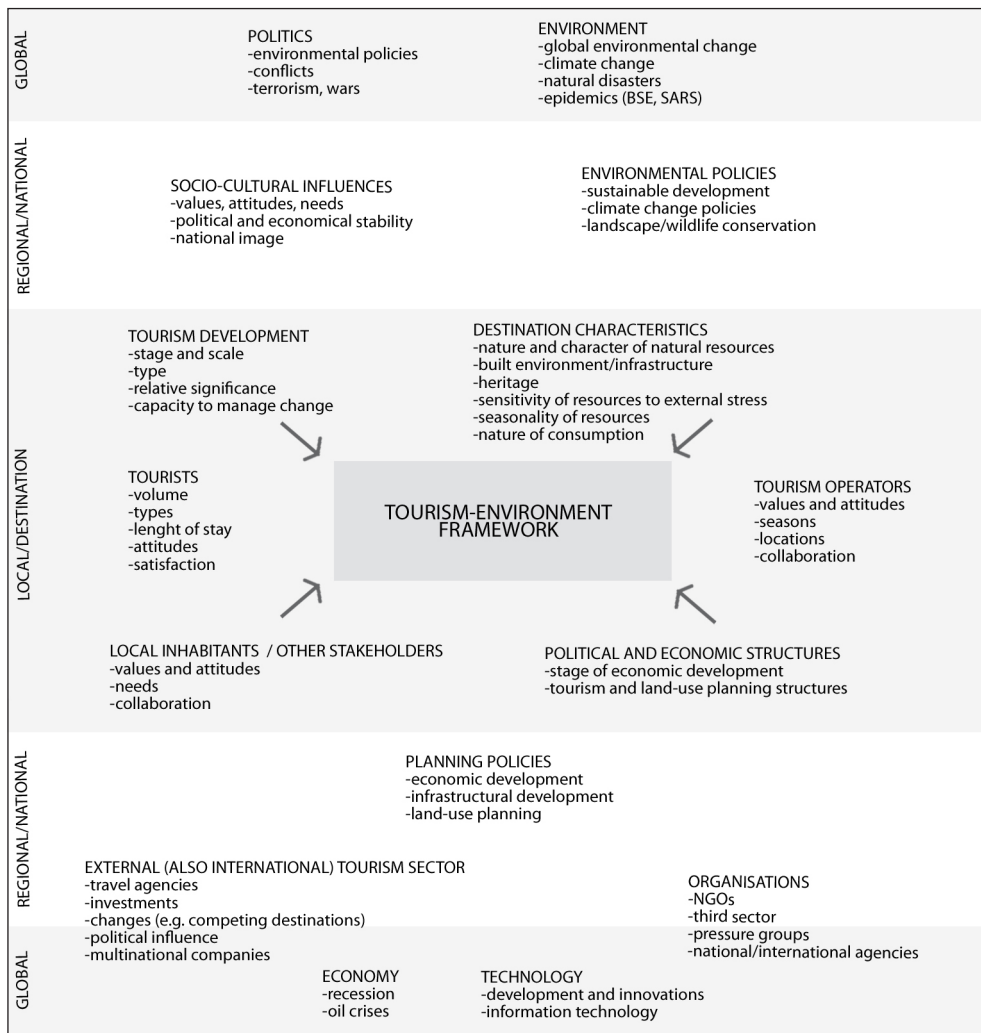 GLOBAL
POLITICS
-environmental policies
-conflicts
-terrorism, wars
ENVIRONMENT
-global environmental change
-climate change
-natural disasters
-epidemics (BSE, SARS)
REGIONAL/NATIONAL
SOCIO-CULTURAL INFLUENCES
-values, attitudes, needs
-political and economical stability
-national image
ENVIRONMENTAL POLICIES
-sustainable development
-climate change policies
-landscape/wildlife conservation
LOCAL/DESTINATION
TOURISM DEVELOPMENT
-stage and scale
-type
-relative significance
-capacity to manage change
DESTINATION CHARACTERISTICS
-nature and character of natural resources
-built environment/infrastructure
-heritage
-sensitivity of resources to external stress
-seasonality of resources
-nature of consumption
TOURISTS
-volume
-types
-lenght of stay
-attitudes
-satisfaction
TOURISM-ENVIRONMENT
FRAMEWORK
TOURISM OPERATORS
-values and attitudes
-seasons
-locations
-collaboration
LOCAL INHABITANTS / OTHER STAKEHOLDERS
-values and attitudes
-needs
-collaboration
POLITICAL AND ECONOMIC STRUCTURES
-stage of economic development
-tourism and land-use planning structures
REGIONAL/NATIONAL
PLANNING POLICIES
-economic development
-infrastructural development
-land-use planning
EXTERNAL (ALSO INTERNATIONAL) TOURISM SECTOR
-travel agencies
-investments
-changes (e.g. competing destinations)
-political influence
-multinational companies
ORGANISATIONS
-NGOs
-third sector
-pressure groups
-national/international agencies
GLOBAL
ECONOMY
-recession
-oil crises
TECHNOLOGY
-development and innovations
-information technology